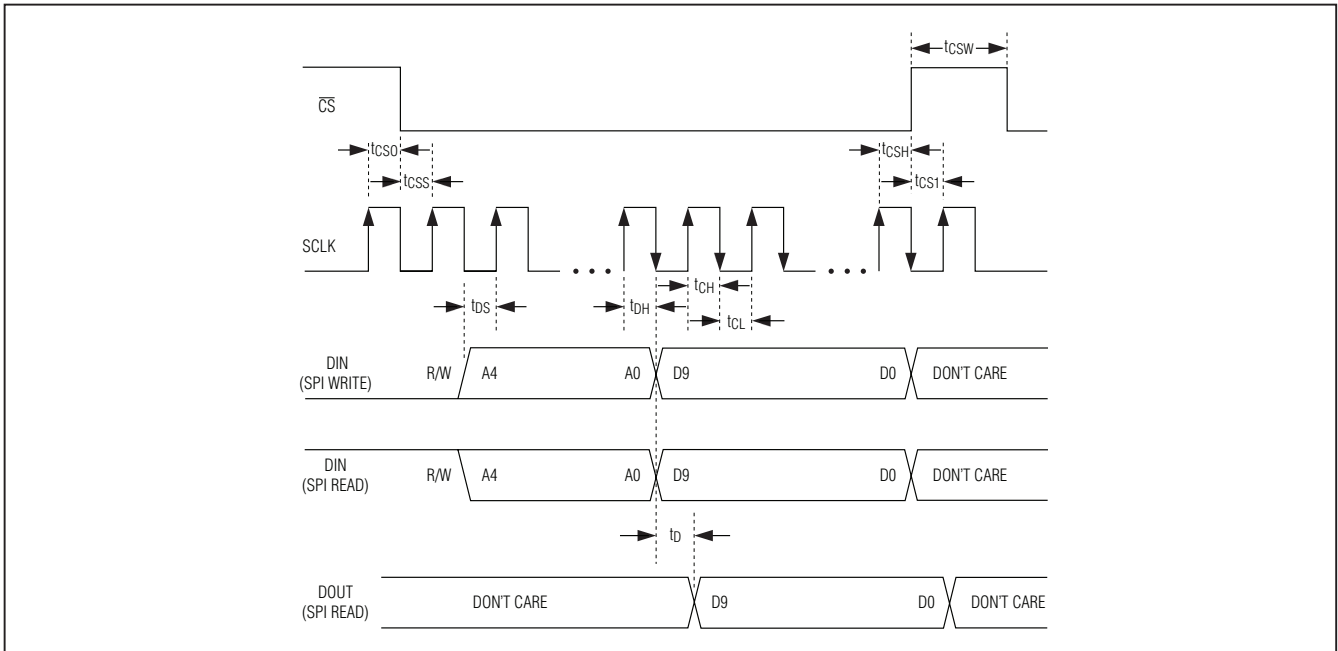 tCSW
CS
tCSO tCSH
tCSS tCS1
SCLK
tCH
tDS tDH
tCL
DIN
(SPI WRITE) R/W A4 A0 D9 D0 DON'T CARE
DIN
(SPI READ) R/W A4 A0 D9 D0 DON'T CARE
tD
DOUT
(SPI READ) DON'T CARE D9 D0 DON'T CARE